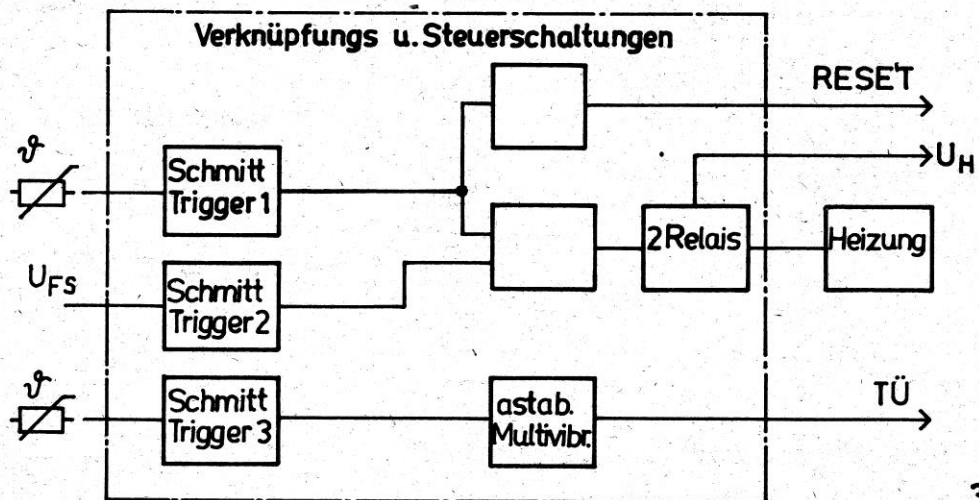 Verknüpfungs u. Steuerschaltungen
RESET
ϑ
Schmitt
Trigger 1
U_H
2 Relais
Heizung
U_FS
Schmitt
Trigger 2
ϑ
Schmitt
Trigger 3
astab.
Multivibr.
TÜ